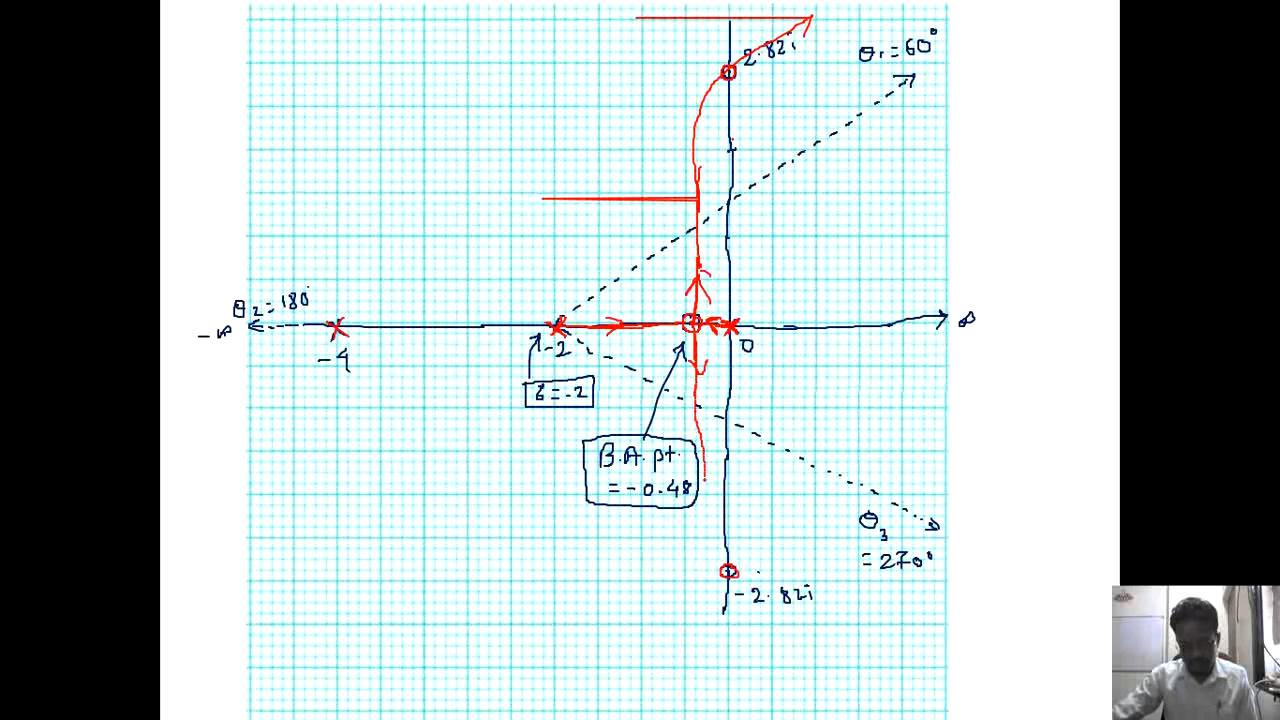 2.82i
θ1 = 60°
θ2 = 180°
-∞
∞
-4
-2
0
σ = -2
B.A. pt.
= -0.48
θ3
= 270°
-2.82i